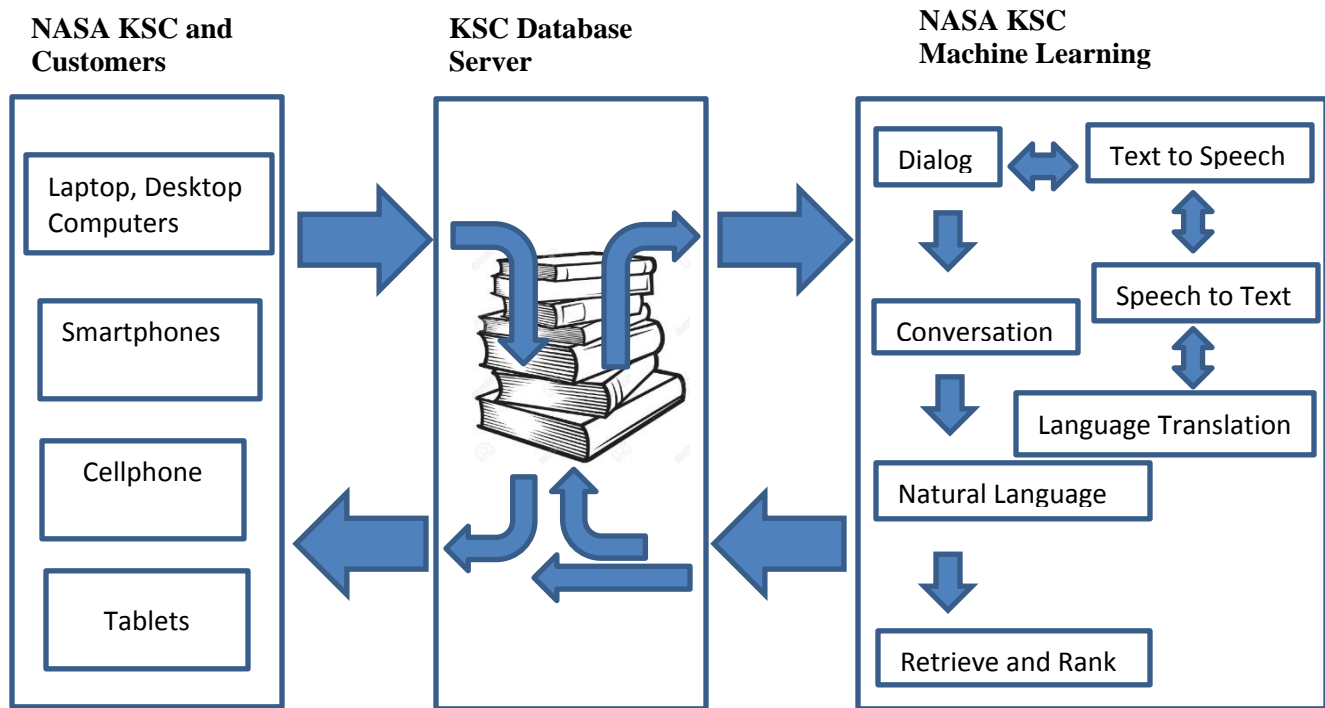 NASA KSC and
Customers
KSC Database
Server
NASA KSC
Machine Learning
Laptop, Desktop
Computers
Smartphones
Cellphone
Tablets
Dialog
Text to Speech
Speech to Text
Conversation
Language Translation
Natural Language
Retrieve and Rank